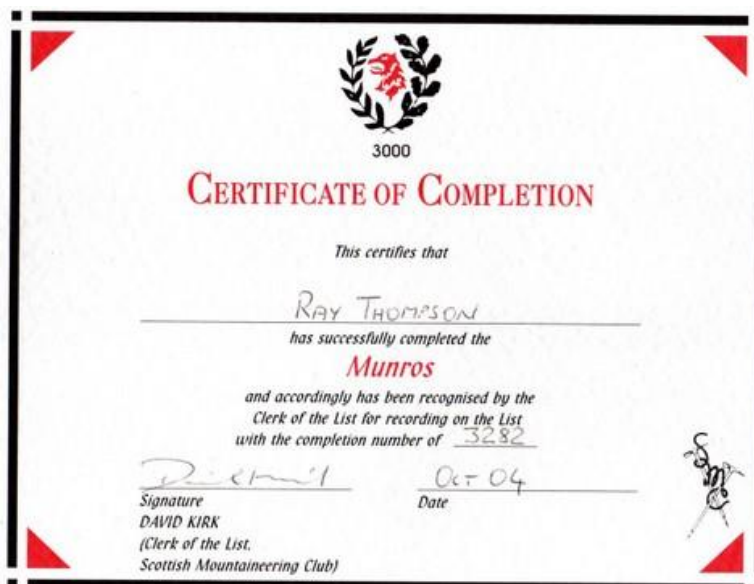 3000
CERTIFICATE OF COMPLETION
This certifies that
RAY THOMPSON
has successfully completed the
Munros
and accordingly has been recognised by the
Clerk of the List for recording on the List
with the completion number of 3282
Oct 04
Signature
Date
DAVID KIRK
(Clerk of the List,
Scottish Mountaineering Club)
SMC